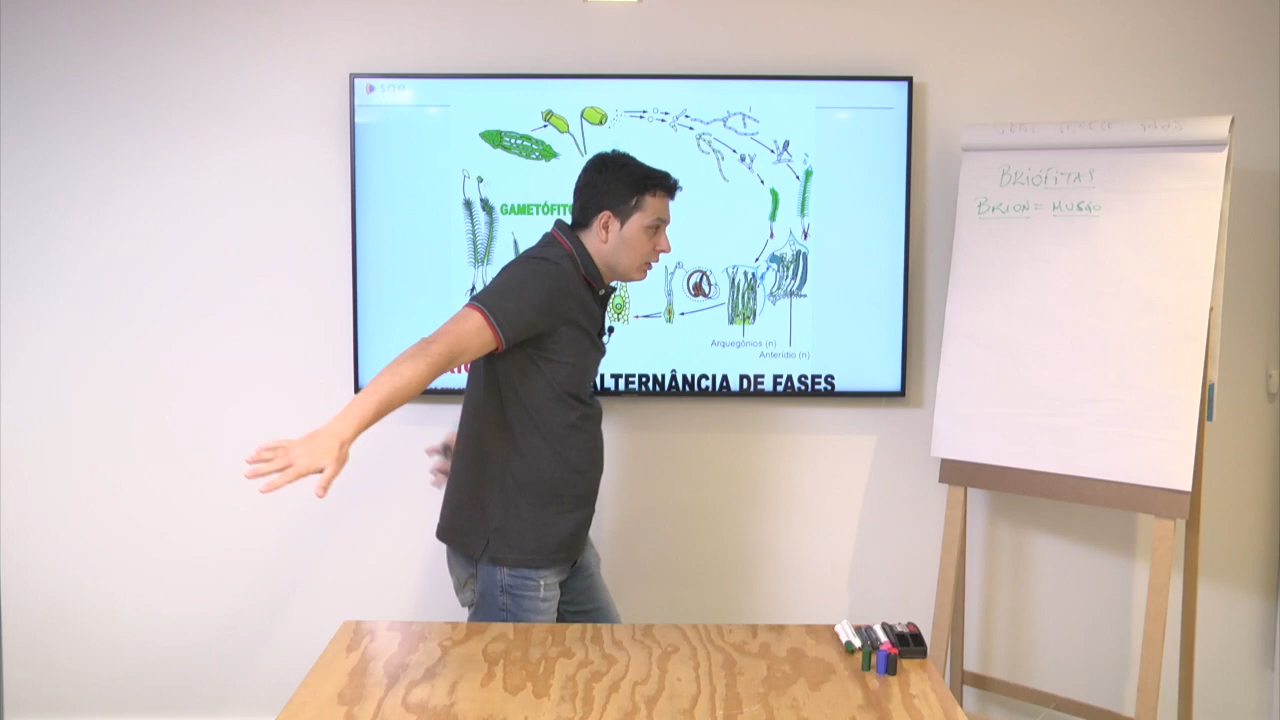 sae
GAMETÓFITO
Arquegônios (n)
Anterídio (n)
ALTERNÂNCIA DE FASES
BRIÓFITAS
BRION = MUSGO